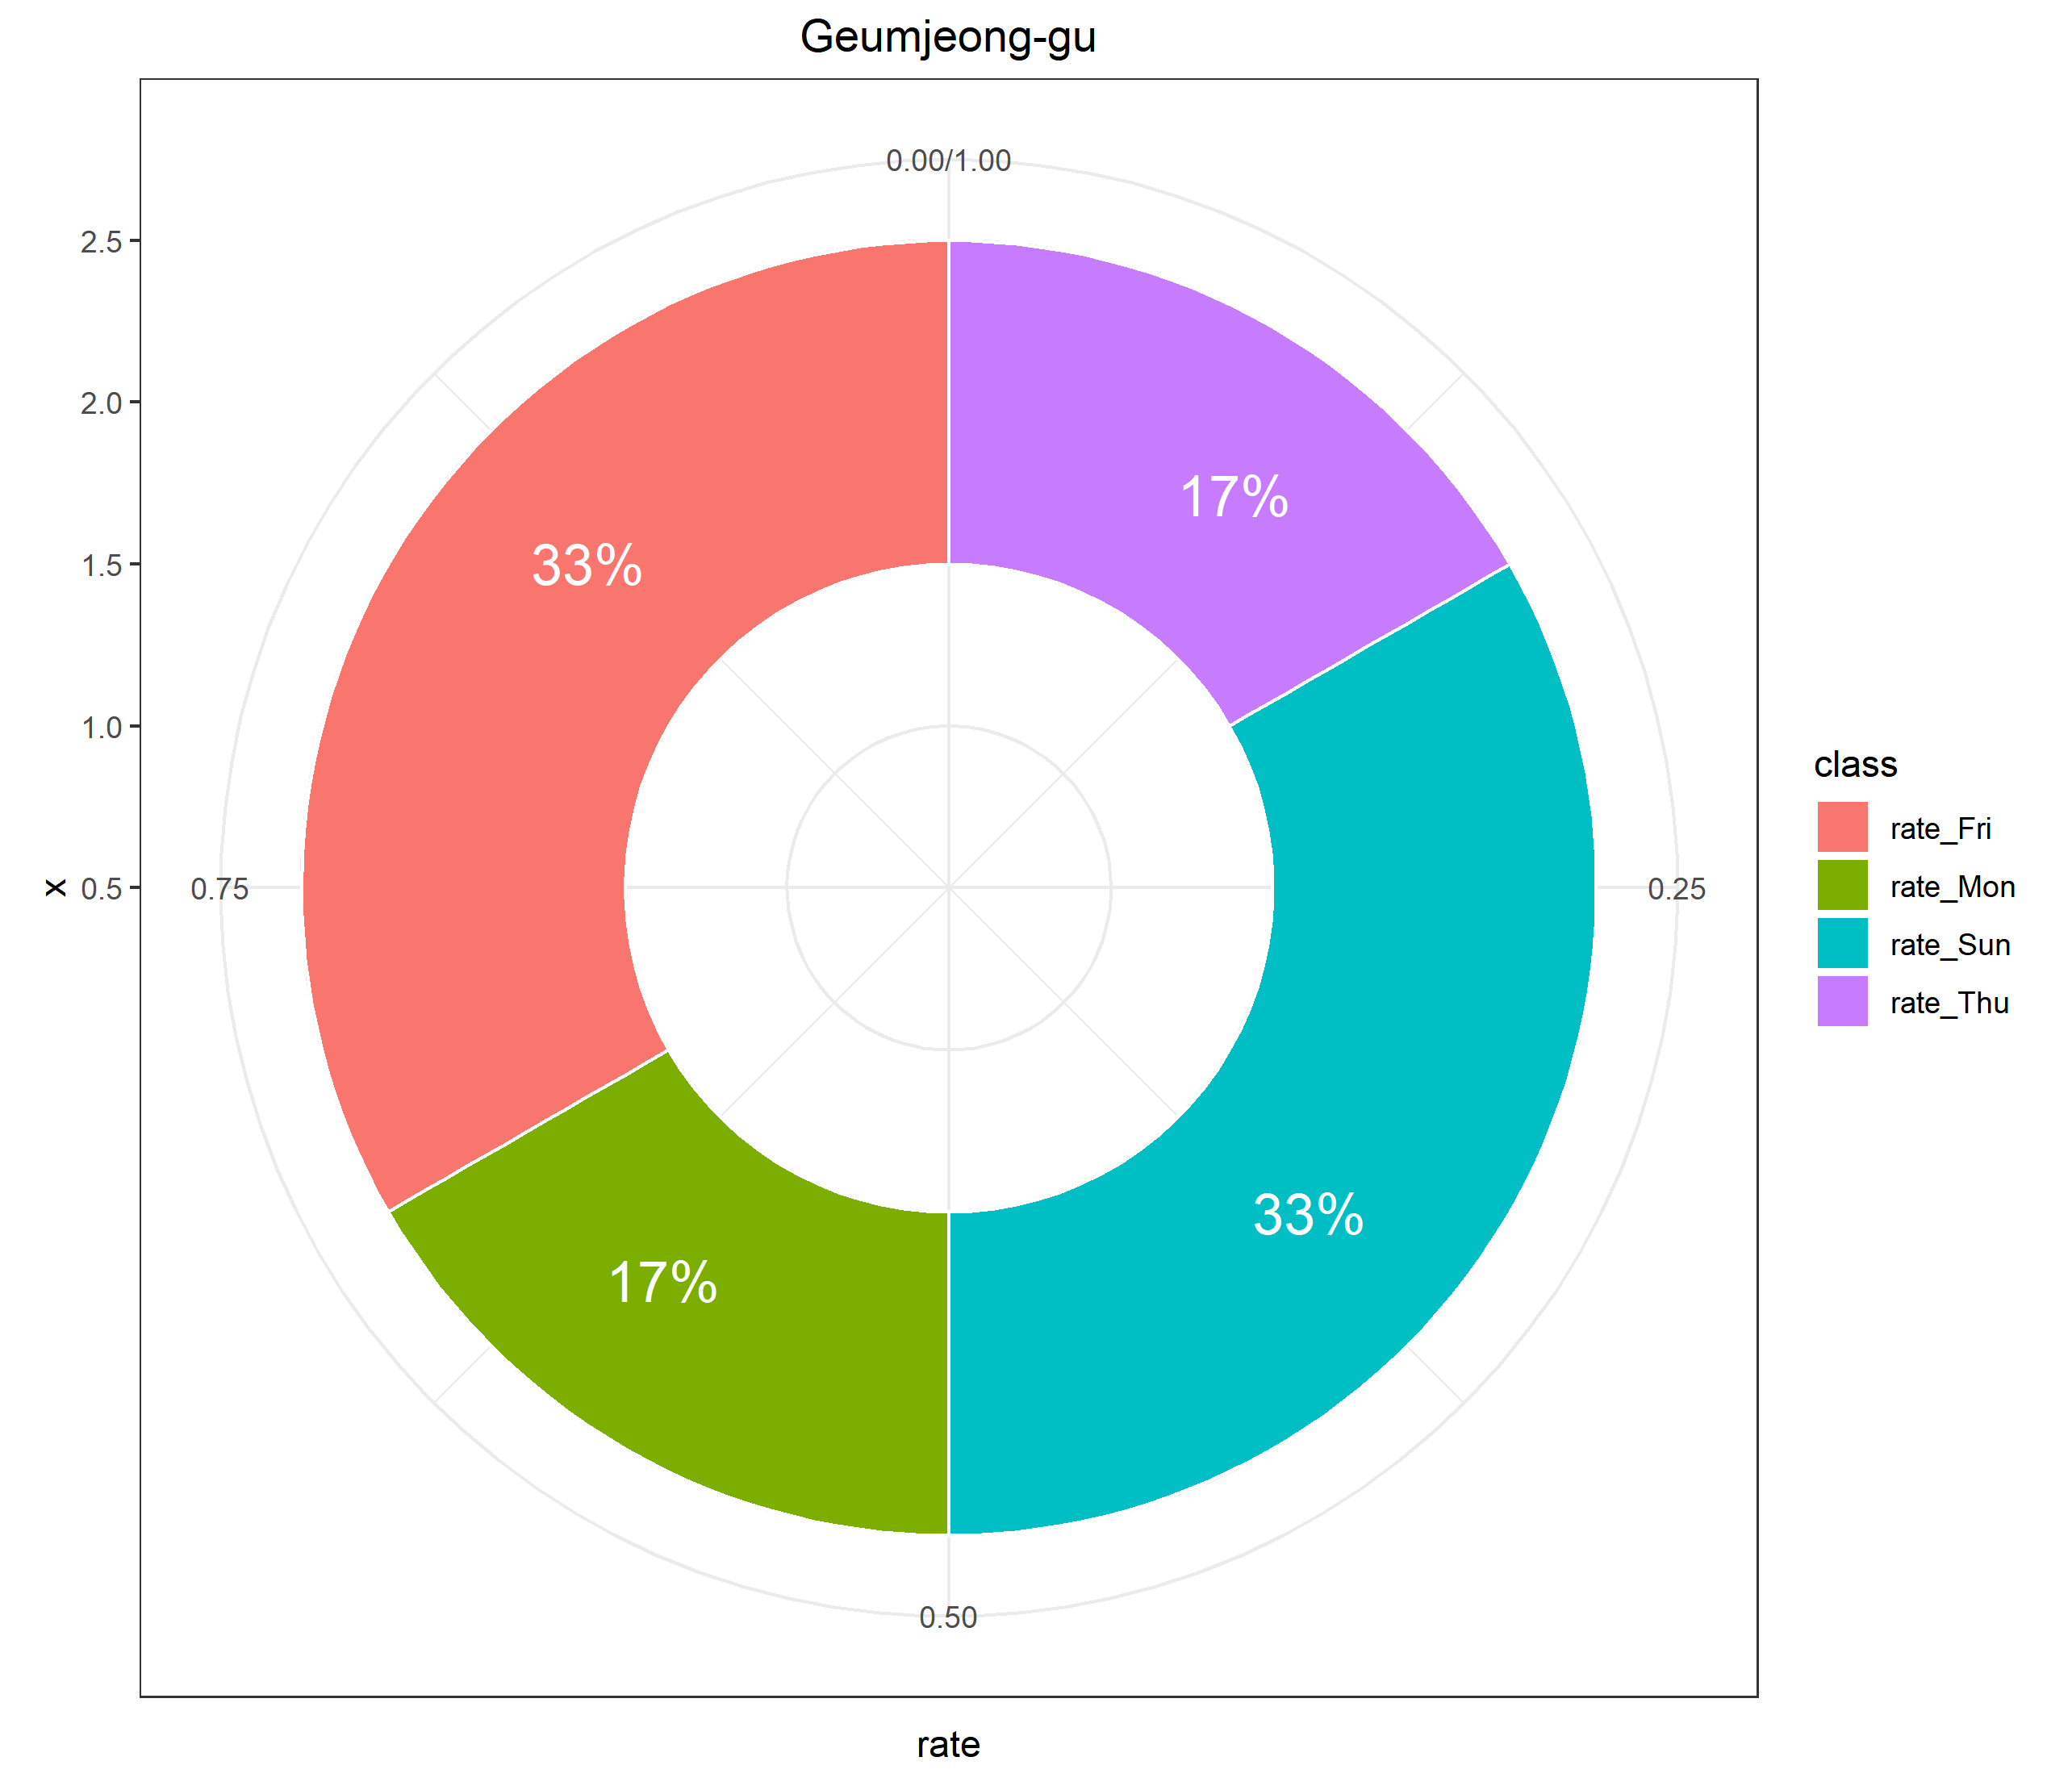 Geumjeong-gu
0.00/1.00
2.5
2.0
1.5
1.0
0.5
x
0.75
0.25
0.50
17%
33%
33%
17%
rate
class
rate_Fri
rate_Mon
rate_Sun
rate_Thu